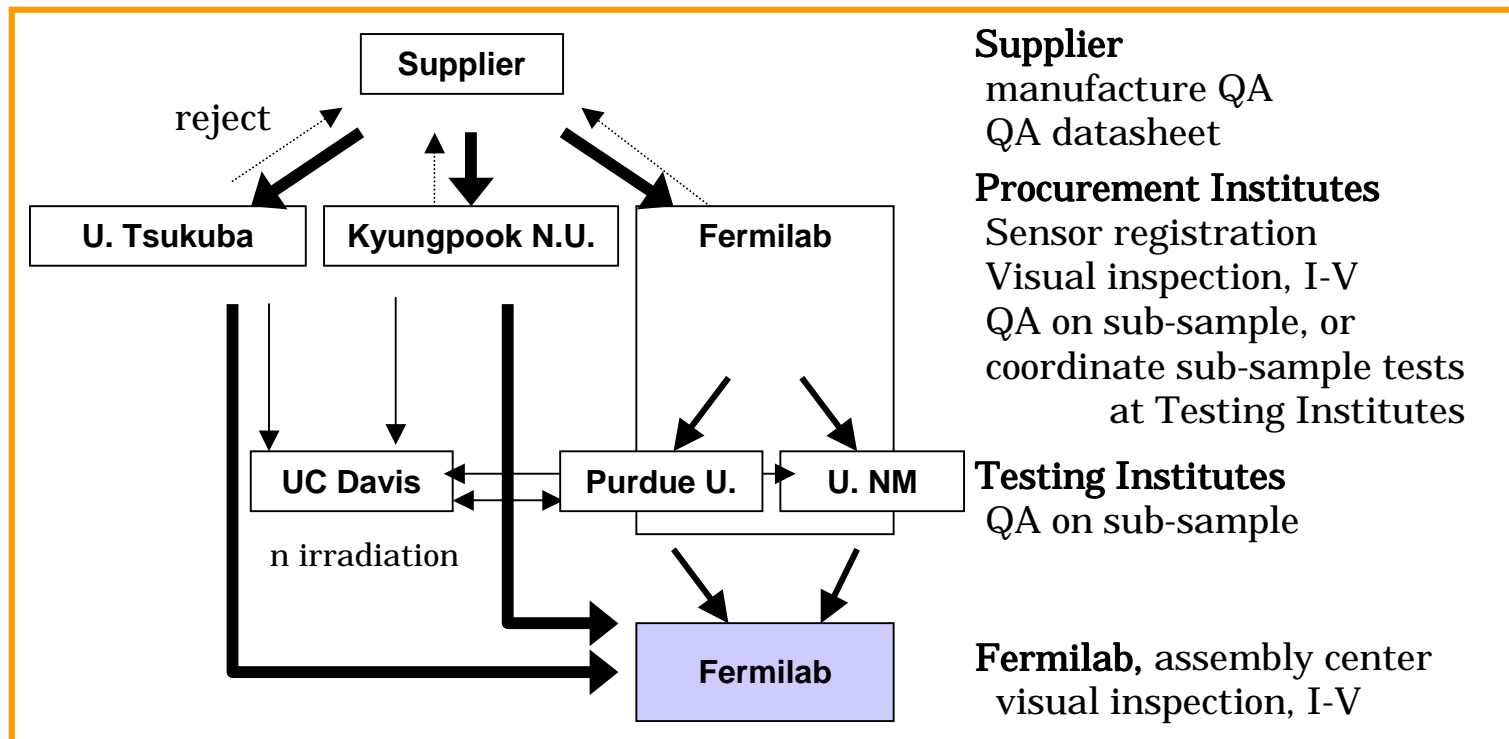 Supplier
reject
U. Tsukuba
Kyungpook N.U.
Fermilab
UC Davis
Purdue U.
U. NM
n irradiation
Fermilab
Supplier
manufacture QA
QA datasheet
Procurement Institutes
Sensor registration
Visual inspection, I-V
QA on sub-sample, or
coordinate sub-sample tests
at Testing Institutes
Testing Institutes
QA on sub-sample
Fermilab, assembly center
visual inspection, I-V